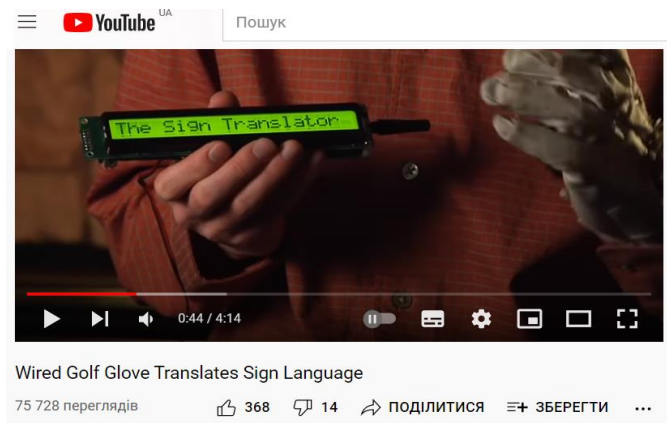 YouTube UA
Пошук
The Sign Translator
0:44 / 4:14
Wired Golf Glove Translates Sign Language
75 728 переглядів 368 14 ПОДІЛИТИСЯ ЗБЕРЕГТИ ...